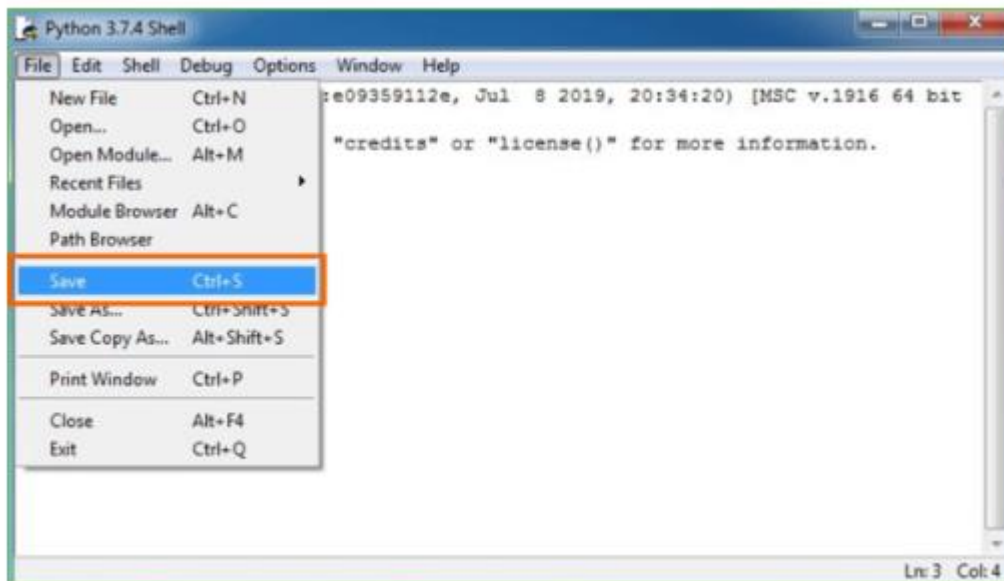 Python 3.7.4 Shell
File Edit Shell Debug Options Window Help
New File Ctrl+N
:e09359112e, Jul 8 2019, 20:34:20) [MSC v.1916 64 bit
Open... Ctrl+O
Open Module... Alt+M
"credits" or "license()" for more information.
Recent Files
Module Browser Alt+C
Path Browser
Save Ctrl+S
Save As... Ctrl+Shift+S
Save Copy As... Alt+Shift+S
Print Window Ctrl+P
Close Alt+F4
Exit Ctrl+Q
Ln: 3 Col: 4